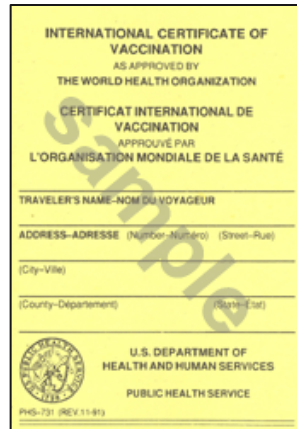 INTERNATIONAL CERTIFICATE OF
VACCINATION
AS APPROVED BY
THE WORLD HEALTH ORGANIZATION
CERTIFICAT INTERNATIONAL DE
VACCINATION
APPROUVÉ PAR
L'ORGANISATION MONDIALE DE LA SANTÉ
sample
TRAVELER'S NAME–NOM DU VOYAGEUR
ADDRESS–ADRESSE (Number–Numéro) (Street–Rue)
(City–Ville)
(County–Département) (State–État)
U.S. DEPARTMENT OF
HEALTH AND HUMAN SERVICES
PUBLIC HEALTH SERVICE
PHS–731 (REV.11-91)